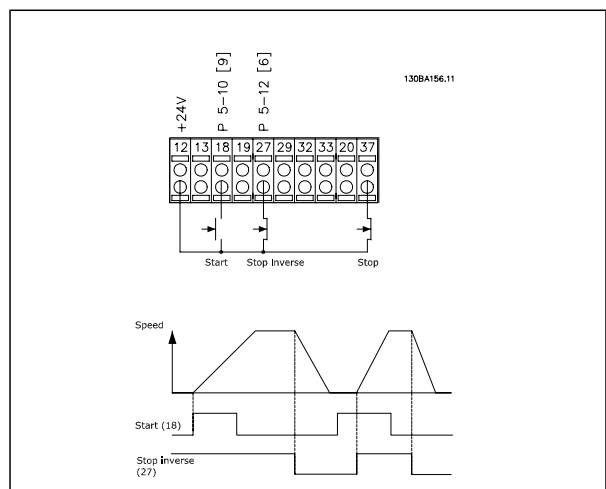 130BA156.11
+24V
P 5-10 [9]
P 5-12 [6]
12 13 18 19 27 29 32 33 20 37
Start Stop Inverse Stop
Speed
Start (18)
Stop inverse
(27)